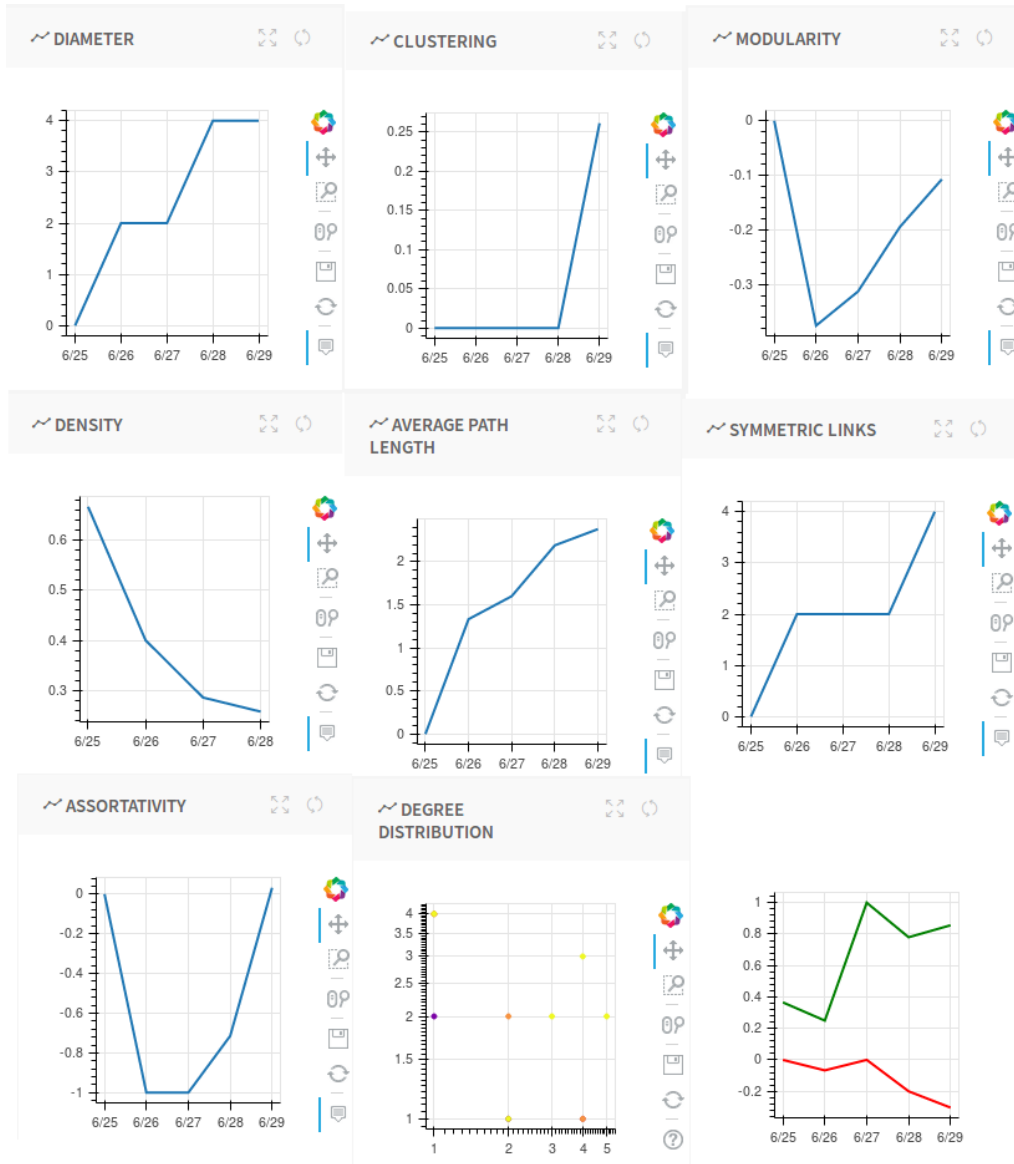 DIAMETER
CLUSTERING
MODULARITY
4
3
2
1
0
6/25 6/26 6/27 6/28 6/29
0.25
0.2
0.15
0.1
0.05
0
6/25 6/26 6/27 6/28 6/29
0
-0.1
-0.2
-0.3
6/25 6/26 6/27 6/28 6/29
DENSITY
AVERAGE PATH
LENGTH
SYMMETRIC LINKS
0.6
0.5
0.4
0.3
6/25 6/26 6/27 6/28
2
1.5
1
0.5
0
6/25 6/26 6/27 6/28 6/29
4
3
2
1
0
6/25 6/26 6/27 6/28 6/29
ASSORTATIVITY
DEGREE
DISTRIBUTION
0
-0.2
-0.4
-0.6
-0.8
-1
6/25 6/26 6/27 6/28 6/29
4
3.5
3
2.5
2
1.5
1
1 2 3 4 5
1
0.8
0.6
0.4
0.2
0
-0.2
6/25 6/26 6/27 6/28 6/29